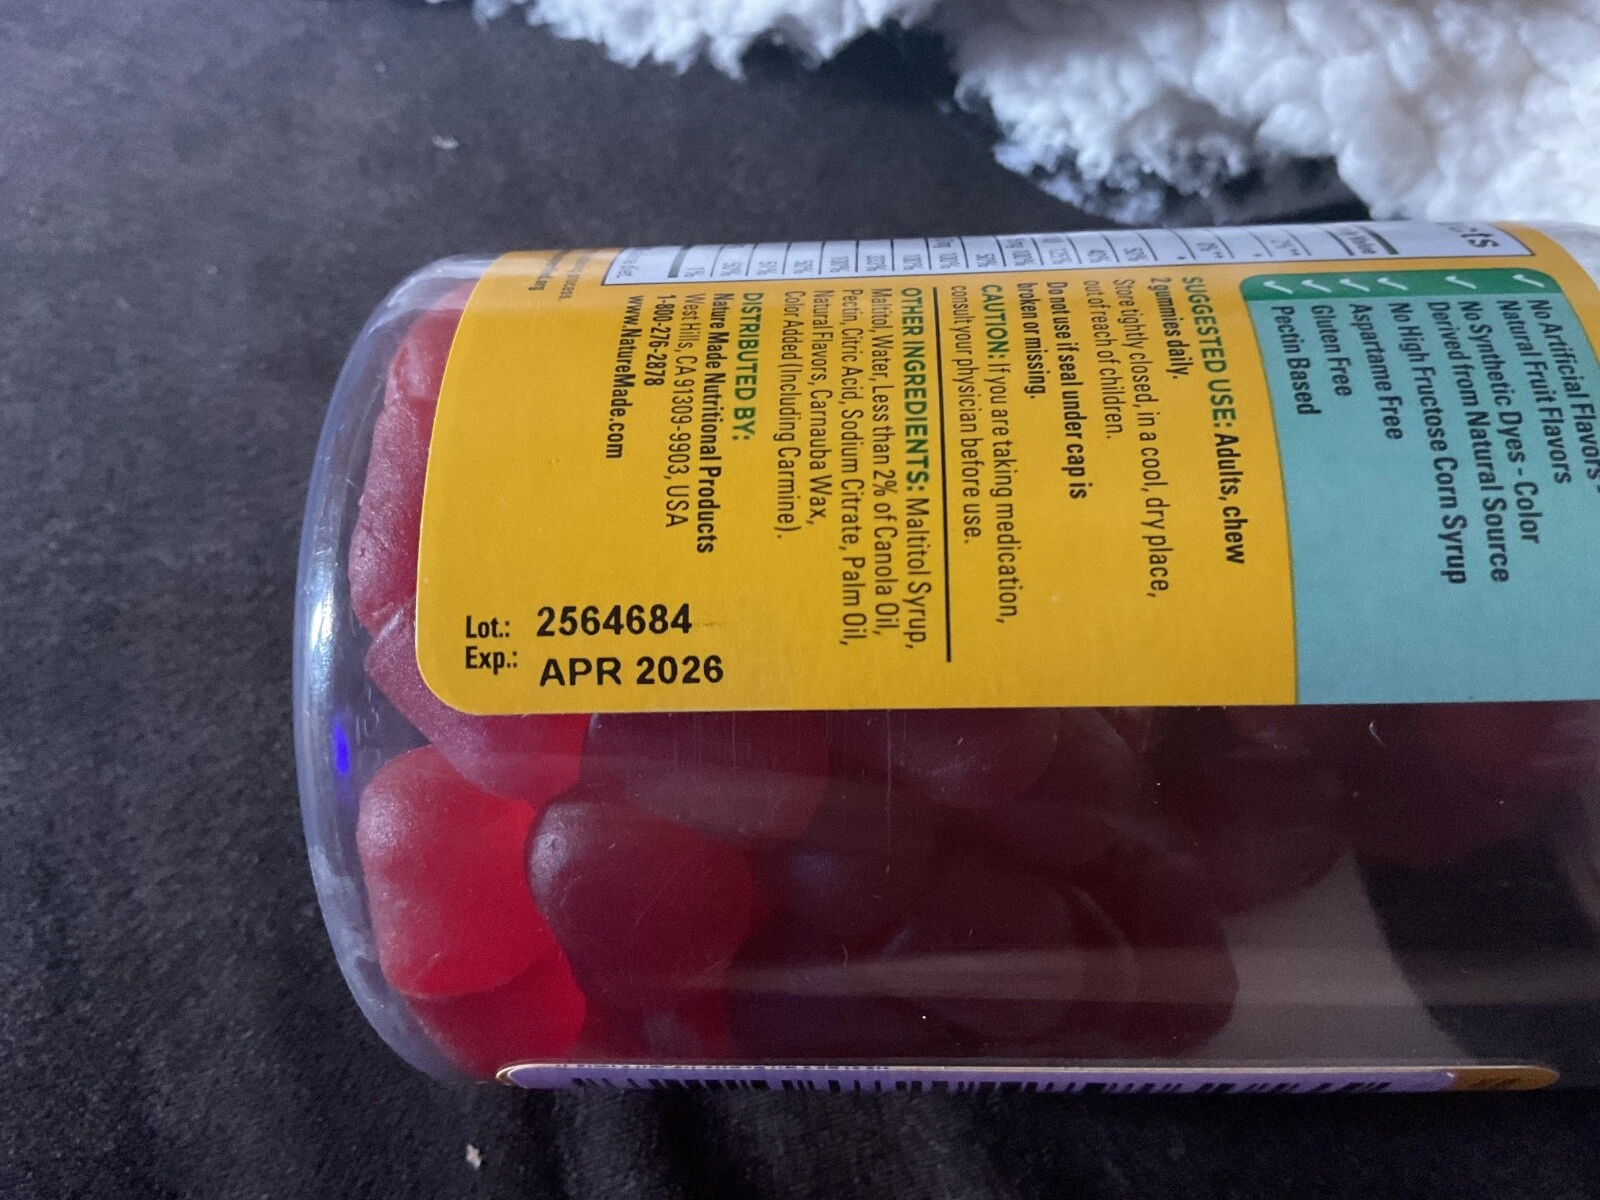 cts
No Artificial Flavors -
Natural Fruit Flavors
No Synthetic Dyes - Color
Derived from Natural Source
No High Fructose Corn Syrup
Aspartame Free
Gluten Free
Pectin Based
SUGGESTED USE: Adults, chew
2 gummies daily.
Store tightly closed, in a cool, dry place,
out of reach of children.
Do not use if seal under cap is
broken or missing.
CAUTION: If you are taking medication,
consult your physician before use.
OTHER INGREDIENTS: Maltitol Syrup,
Maltitol, Water, Less than 2% of Canola Oil,
Pectin, Citric Acid, Sodium Citrate, Palm Oil,
Natural Flavors, Carnauba Wax,
Color Added (Including Carmine).
DISTRIBUTED BY:
Nature Made Nutritional Products
West Hills, CA 91309-9903, USA
1-800-276-2878
www.NatureMade.com
Lot.: 2564684
Exp.: APR 2026